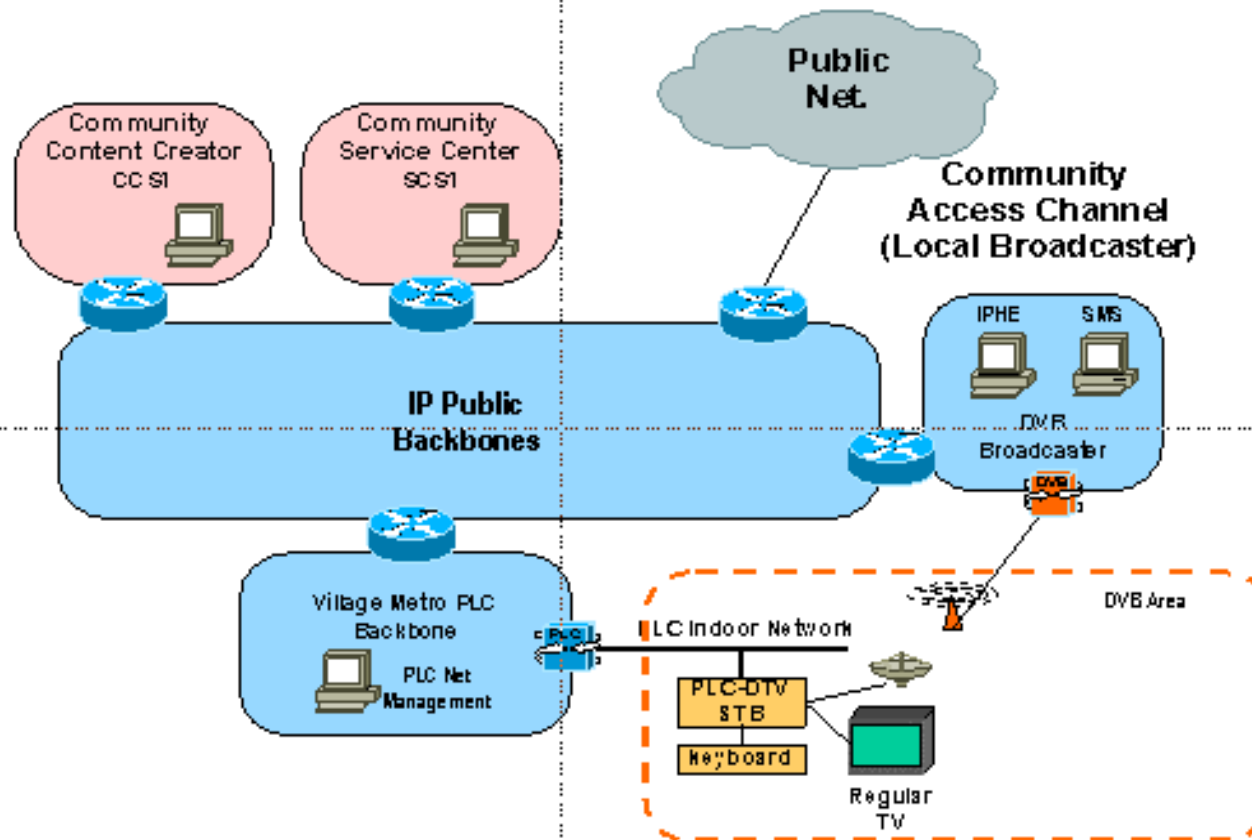 Public
Net.
Community
Content Creator
CCS1
Community
Service Center
SCS1
Community
Access Channel
(Local Broadcaster)
IPHE
SMS
IP Public
Backbones
DVB
Broadcaster
DVB
Village Metro PLC
Backbone
PLC Net
Management
PLC
PLC Indoor Network
DVB Area
PLC-DTV
STB
Keyboard
Regular
TV